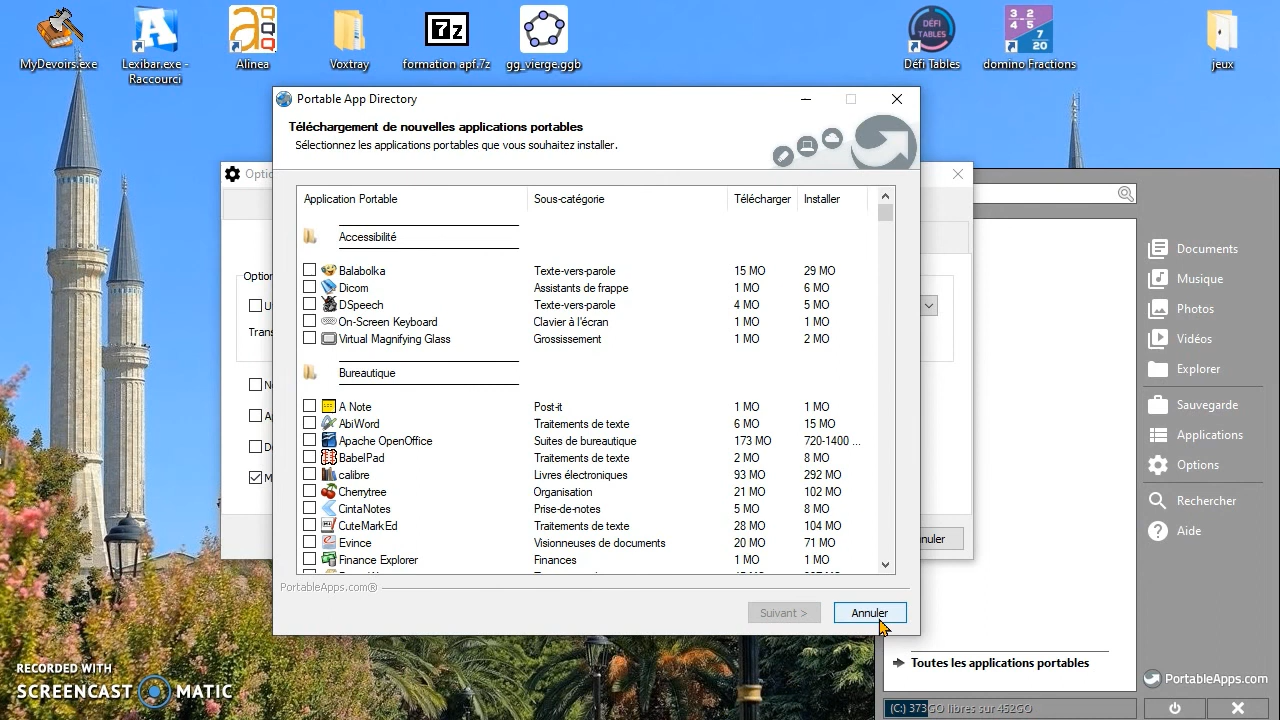 MyDevoirs.exe
Lexibar.exe -
Raccourci
Alinea
Voxtray
7z
formation apf.7z
gg_vierge.ggb
DÉFI
TABLES
Défi Tables
domino Fractions
jeux
Portable App Directory
Téléchargement de nouvelles applications portables
Sélectionnez les applications portables que vous souhaitez installer.
Application Portable Sous-catégorie Télécharger Installer
Accessibilité
Balabolka Texte-vers-parole 15 MO 29 MO
Dicom Assistants de frappe 1 MO 6 MO
DSpeech Texte-vers-parole 4 MO 5 MO
On-Screen Keyboard Clavier à l'écran 1 MO 1 MO
Virtual Magnifying Glass Grossissement 1 MO 2 MO
Bureautique
A Note Post-it 1 MO 1 MO
AbiWord Traitements de texte 6 MO 15 MO
Apache OpenOffice Suites de bureautique 173 MO 720-1400 ...
BabelPad Traitements de texte 2 MO 8 MO
calibre Livres électroniques 93 MO 292 MO
Cherrytree Organisation 21 MO 102 MO
CintaNotes Prise-de-notes 5 MO 8 MO
CuteMarkEd Traitements de texte 28 MO 104 MO
Evince Visionneuses de documents 20 MO 71 MO
Finance Explorer Finances 1 MO 1 MO
PortableApps.com®
Suivant > Annuler
Documents
Musique
Photos
Vidéos
Explorer
Sauvegarde
Applications
Options
Rechercher
Aide
Toutes les applications portables
PortableApps.com
(C:) 373GO libres sur 452GO
RECORDED WITH
SCREENCAST MATIC